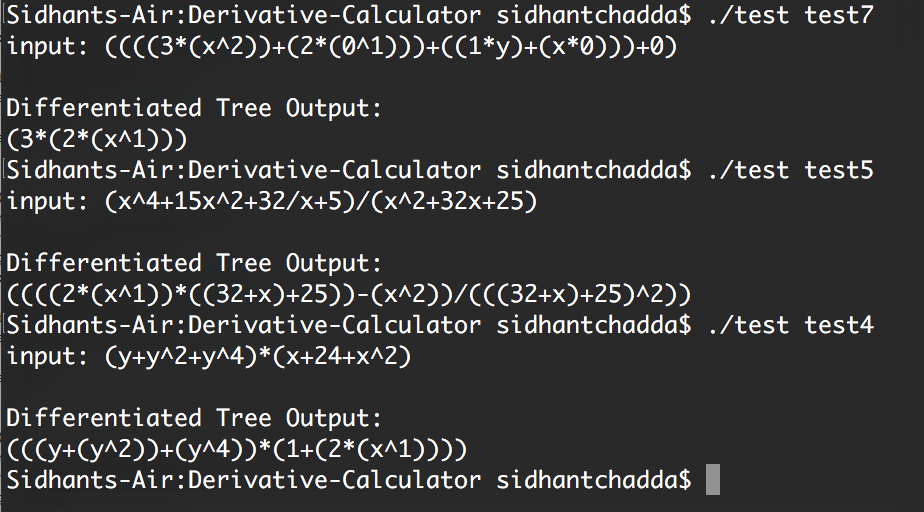 Sidhants-Air:Derivative-Calculator sidhantchadda$ ./test test7
input: ((((3*(x^2))+(2*(0^1)))+((1*y)+(x*0)))+0)
Differentiated Tree Output:
(3*(2*(x^1)))
Sidhants-Air:Derivative-Calculator sidhantchadda$ ./test test5
input: (x^4+15x^2+32/x+5)/(x^2+32x+25)
Differentiated Tree Output:
((((2*(x^1))*((32+x)+25))-(x^2))/(((32+x)+25)^2))
Sidhants-Air:Derivative-Calculator sidhantchadda$ ./test test4
input: (y+y^2+y^4)*(x+24+x^2)
Differentiated Tree Output:
(((y+(y^2))+(y^4))*(1+(2*(x^1))))
Sidhants-Air:Derivative-Calculator sidhantchadda$